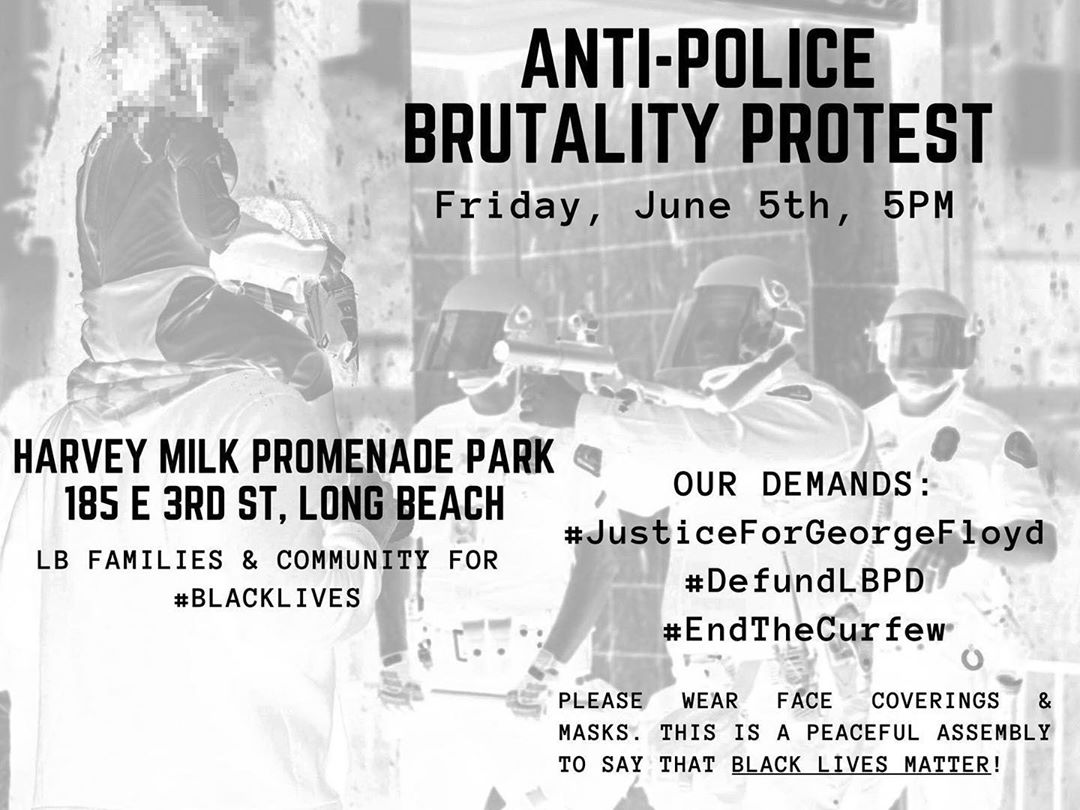 ANTI-POLICE
BRUTALITY PROTEST
Friday, June 5th, 5PM
HARVEY MILK PROMENADE PARK
185 E 3RD ST, LONG BEACH
LB FAMILIES & COMMUNITY FOR
#BLACKLIVES
OUR DEMANDS:
#JusticeForGeorgeFloyd
#DefundLBPD
#EndTheCurfew
PLEASE WEAR FACE COVERINGS &
MASKS. THIS IS A PEACEFUL ASSEMBLY
TO SAY THAT BLACK LIVES MATTER!